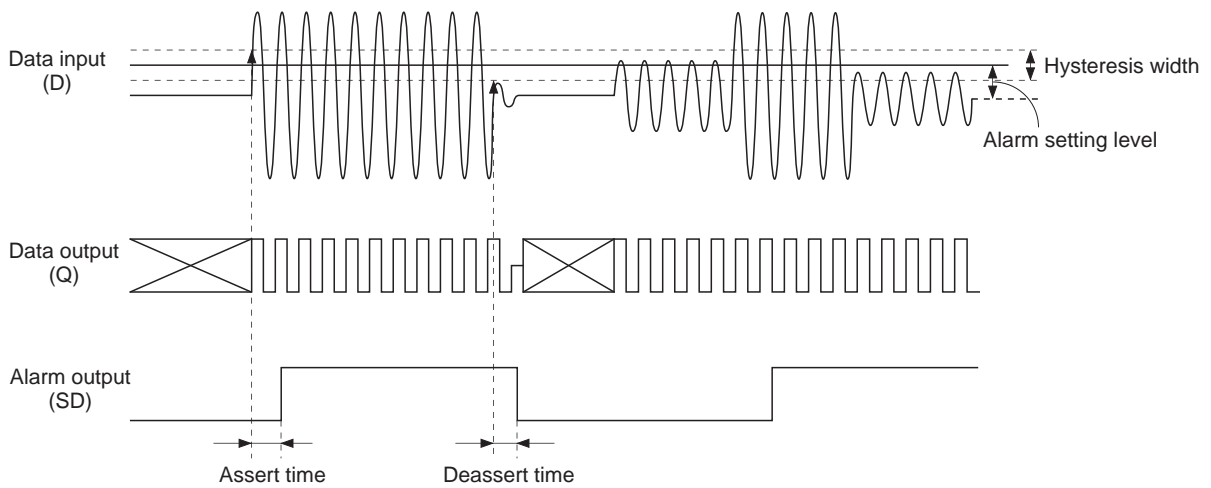 Data input
(D)
Hysteresis width
Alarm setting level
Data output
(Q)
Alarm output
(SD)
Assert time
Deassert time